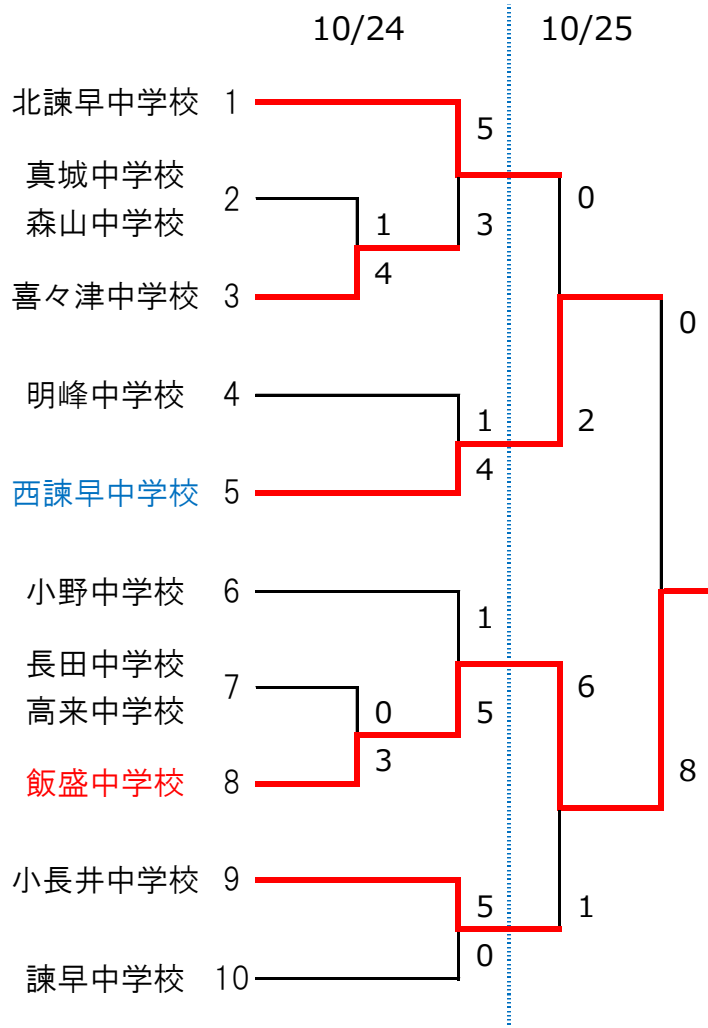 10/24 10/25
北諫早中学校 1
5
真城中学校
2
0
森山中学校
1
3
4
喜々津中学校 3
0
明峰中学校 4
1
2
4
西諫早中学校 5
小野中学校 6
1
長田中学校
7
6
高来中学校
0
5
3
飯盛中学校 8
8
小長井中学校 9
5
1
0
諫早中学校 10